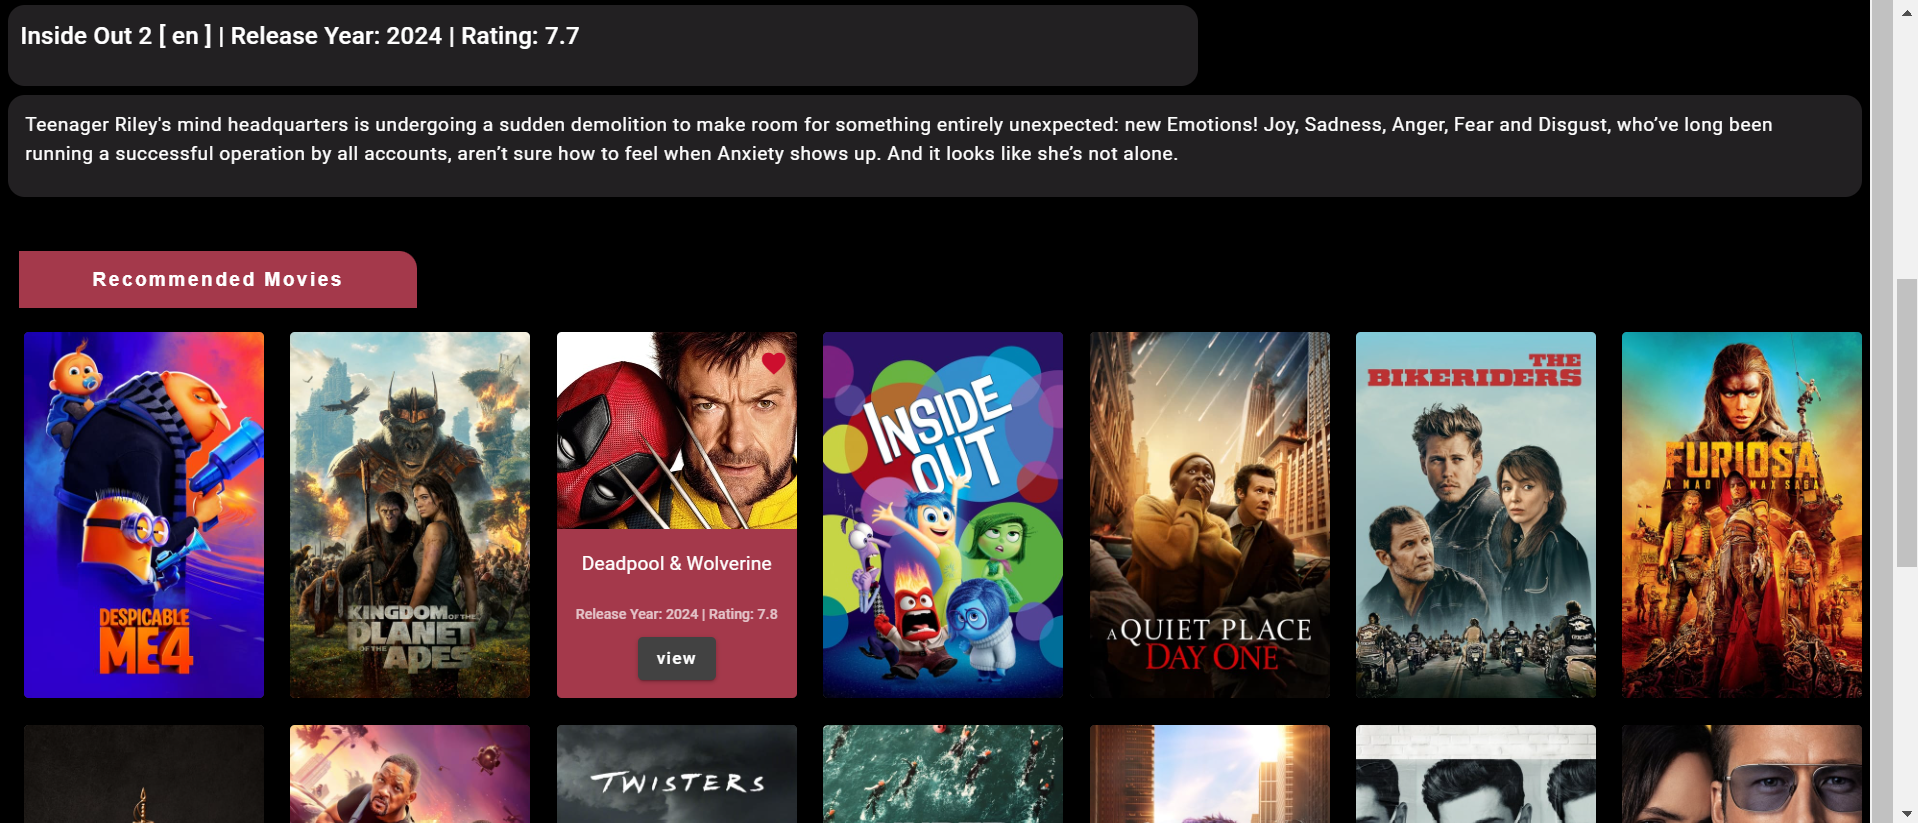 Inside Out 2 [ en ] | Release Year: 2024 | Rating: 7.7
Teenager Riley's mind headquarters is undergoing a sudden demolition to make room for something entirely unexpected: new Emotions! Joy, Sadness, Anger, Fear and Disgust, who’ve long been
running a successful operation by all accounts, aren’t sure how to feel when Anxiety shows up. And it looks like she’s not alone.
Recommended Movies
DESPICABLE
ME4
KINGDOM OF THE
PLANET
OF THE
APES
Deadpool & Wolverine
Release Year: 2024 | Rating: 7.8
view
INSIDE
OUT
A QUIET PLACE
DAY ONE
THE
BIKERIDERS
FURIOSA
A MAD MAX SAGA
TWISTERS